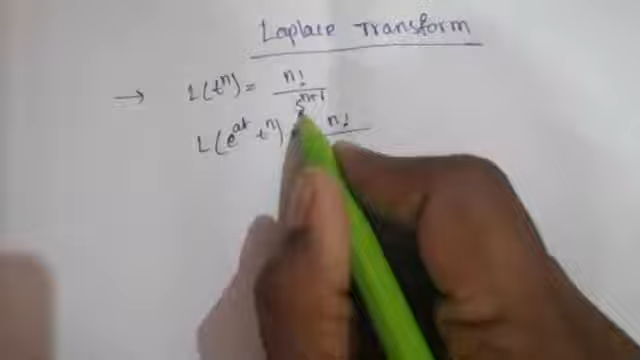 Laplace Transform
→ L(tⁿ) = n! / sⁿ⁺¹
L(eᵃᵗ tⁿ) = n! /